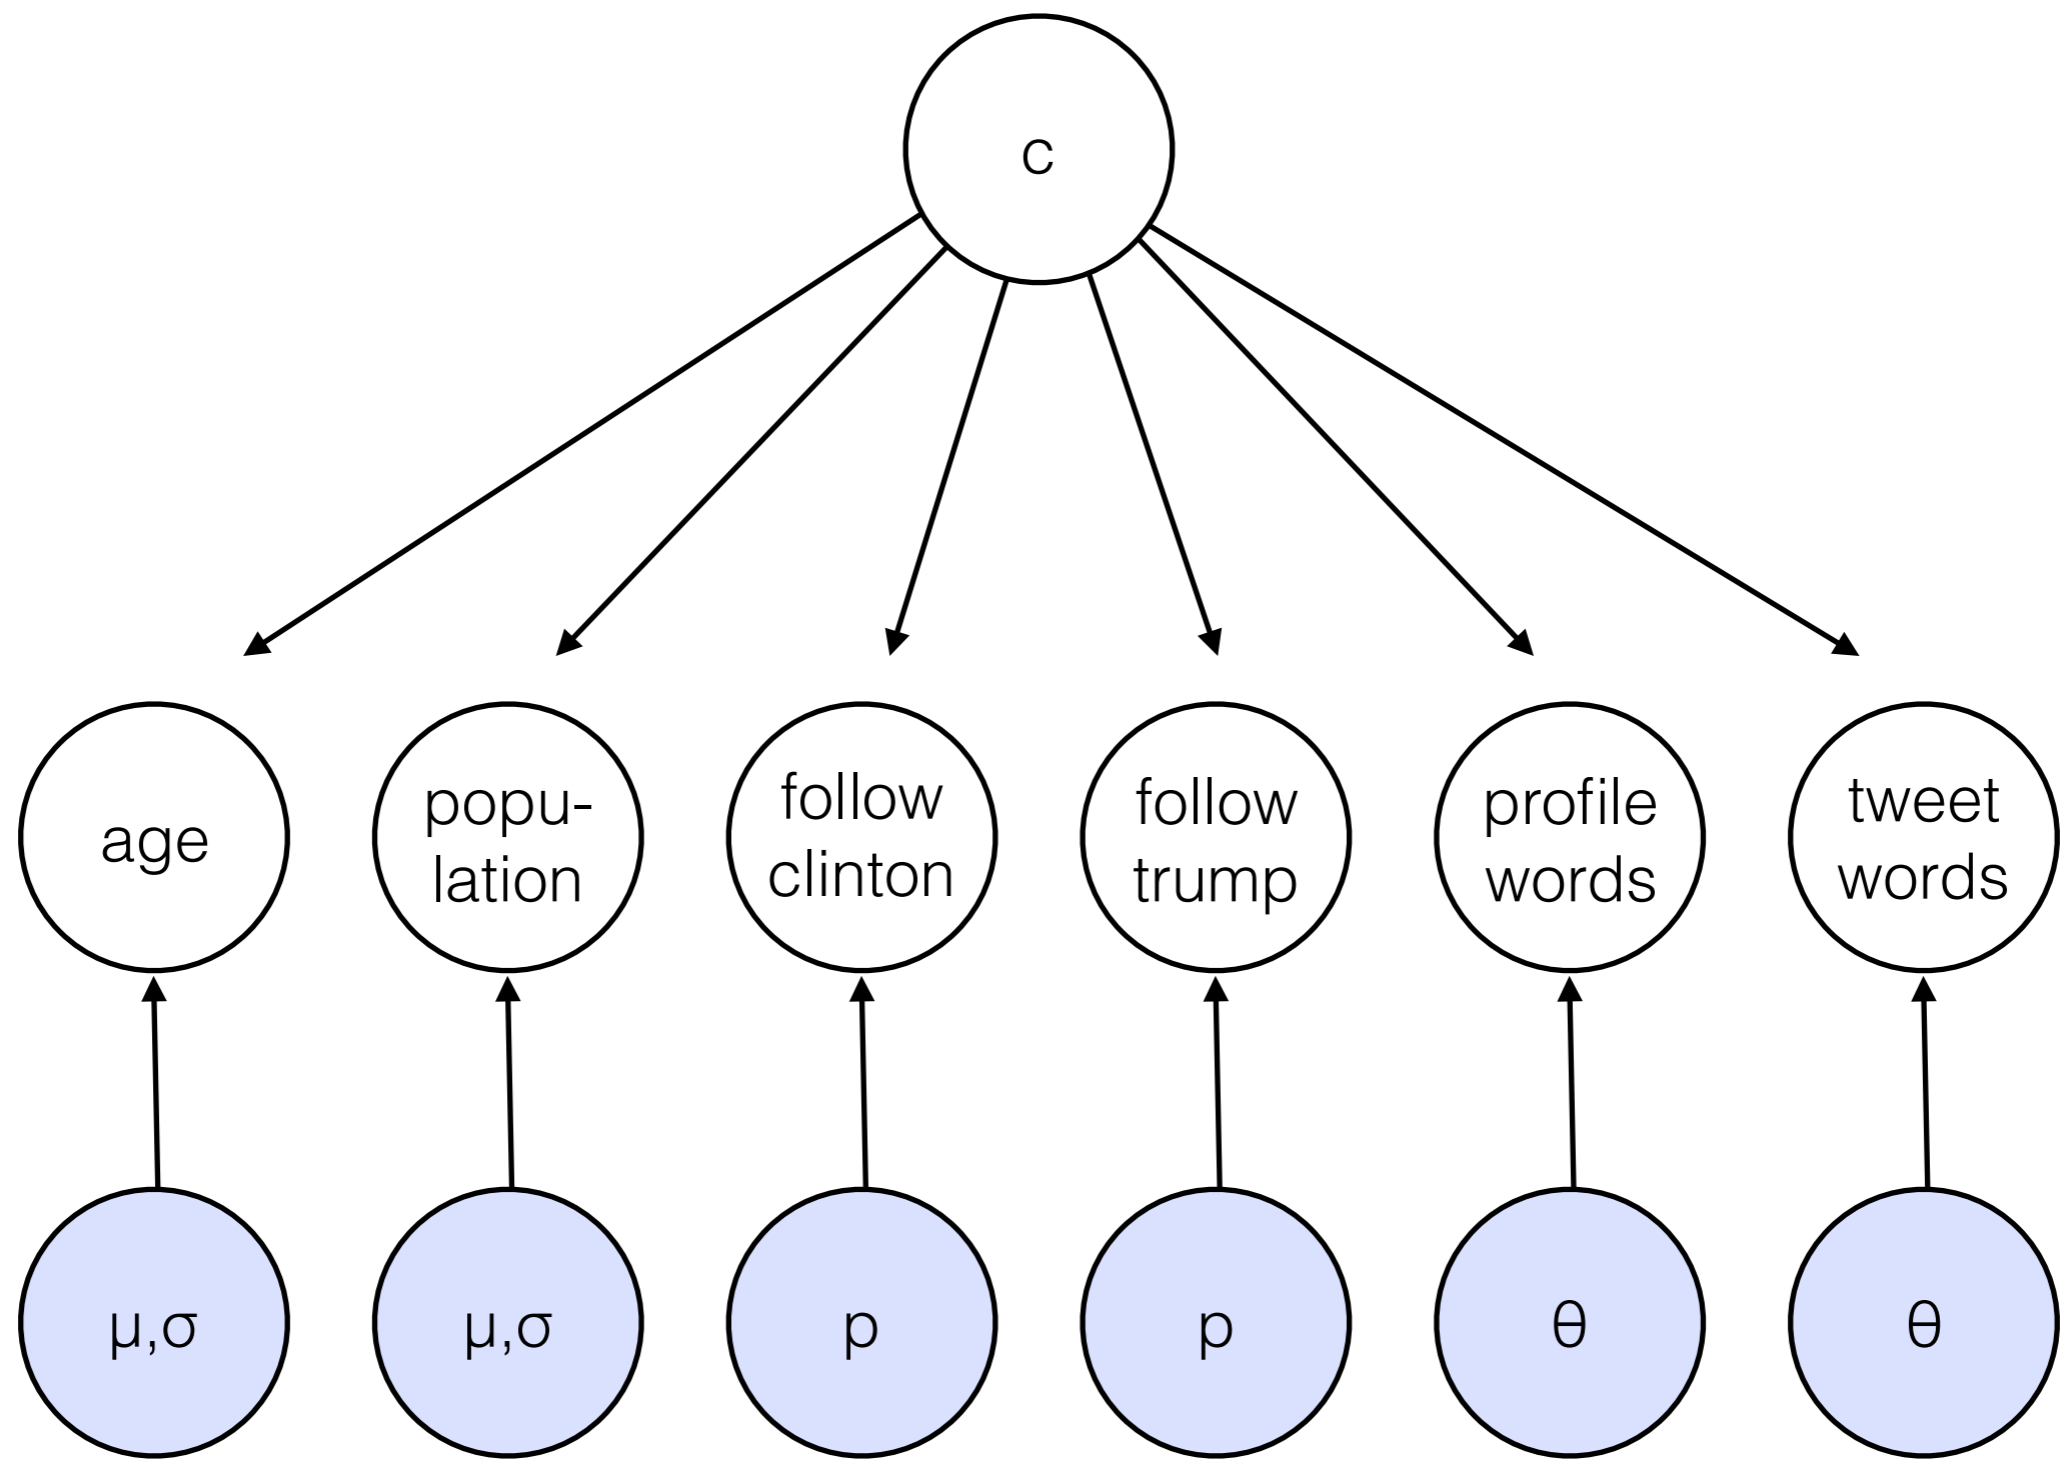 c
age
popu-
lation
follow
clinton
follow
trump
profile
words
tweet
words
μ,σ
μ,σ
p
p
θ
θ